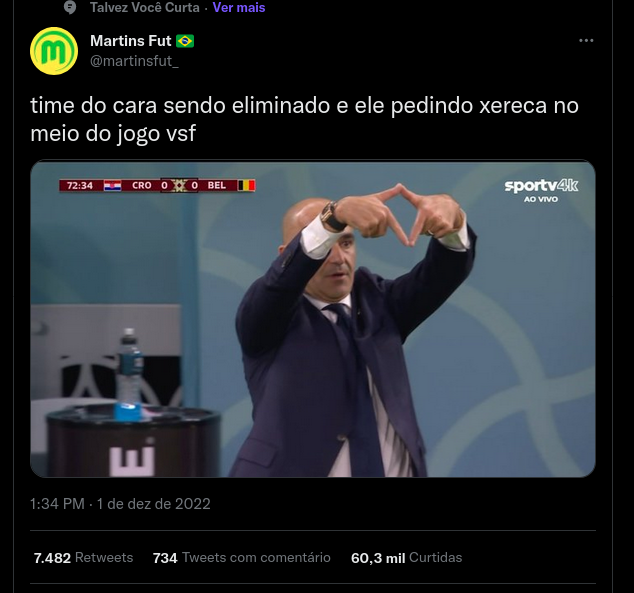 Talvez Você Curta · Ver mais
Martins Fut 🇧🇷
@martinsfut_
time do cara sendo eliminado e ele pedindo xereca no
meio do jogo vsf
72:34 CRO 0 0 BEL
sportv4k
AO VIVO
1:34 PM · 1 de dez de 2022
7.482 Retweets 734 Tweets com comentário 60,3 mil Curtidas